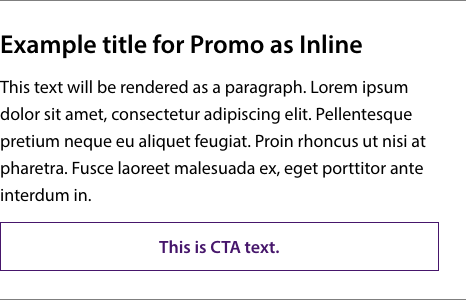 Example title for Promo as Inline
This text will be rendered as a paragraph. Lorem ipsum
dolor sit amet, consectetur adipiscing elit. Pellentesque
pretium neque eu aliquet feugiat. Proin rhoncus ut nisi at
pharetra. Fusce laoreet malesuada ex, eget porttitor ante
interdum in.
This is CTA text.